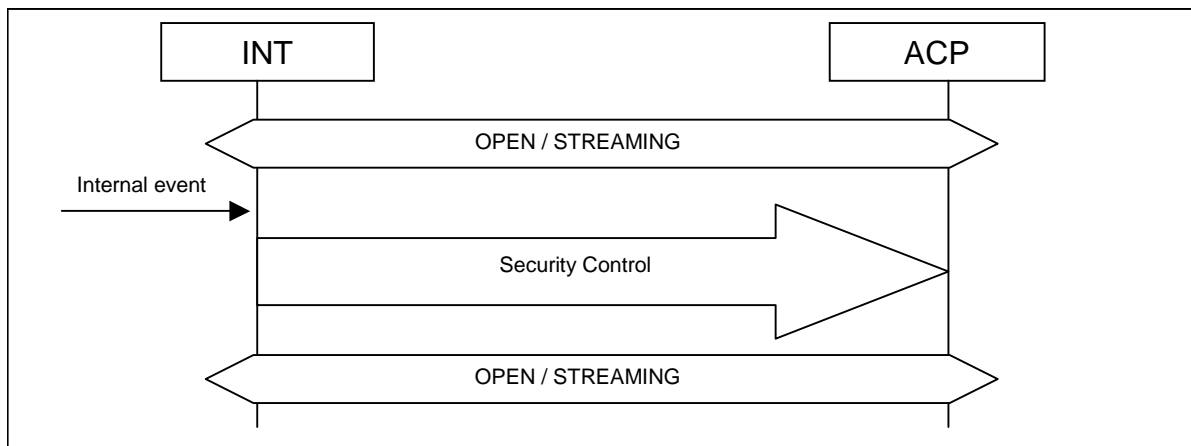 INT
ACP
OPEN / STREAMING
Internal event
Security Control
OPEN / STREAMING